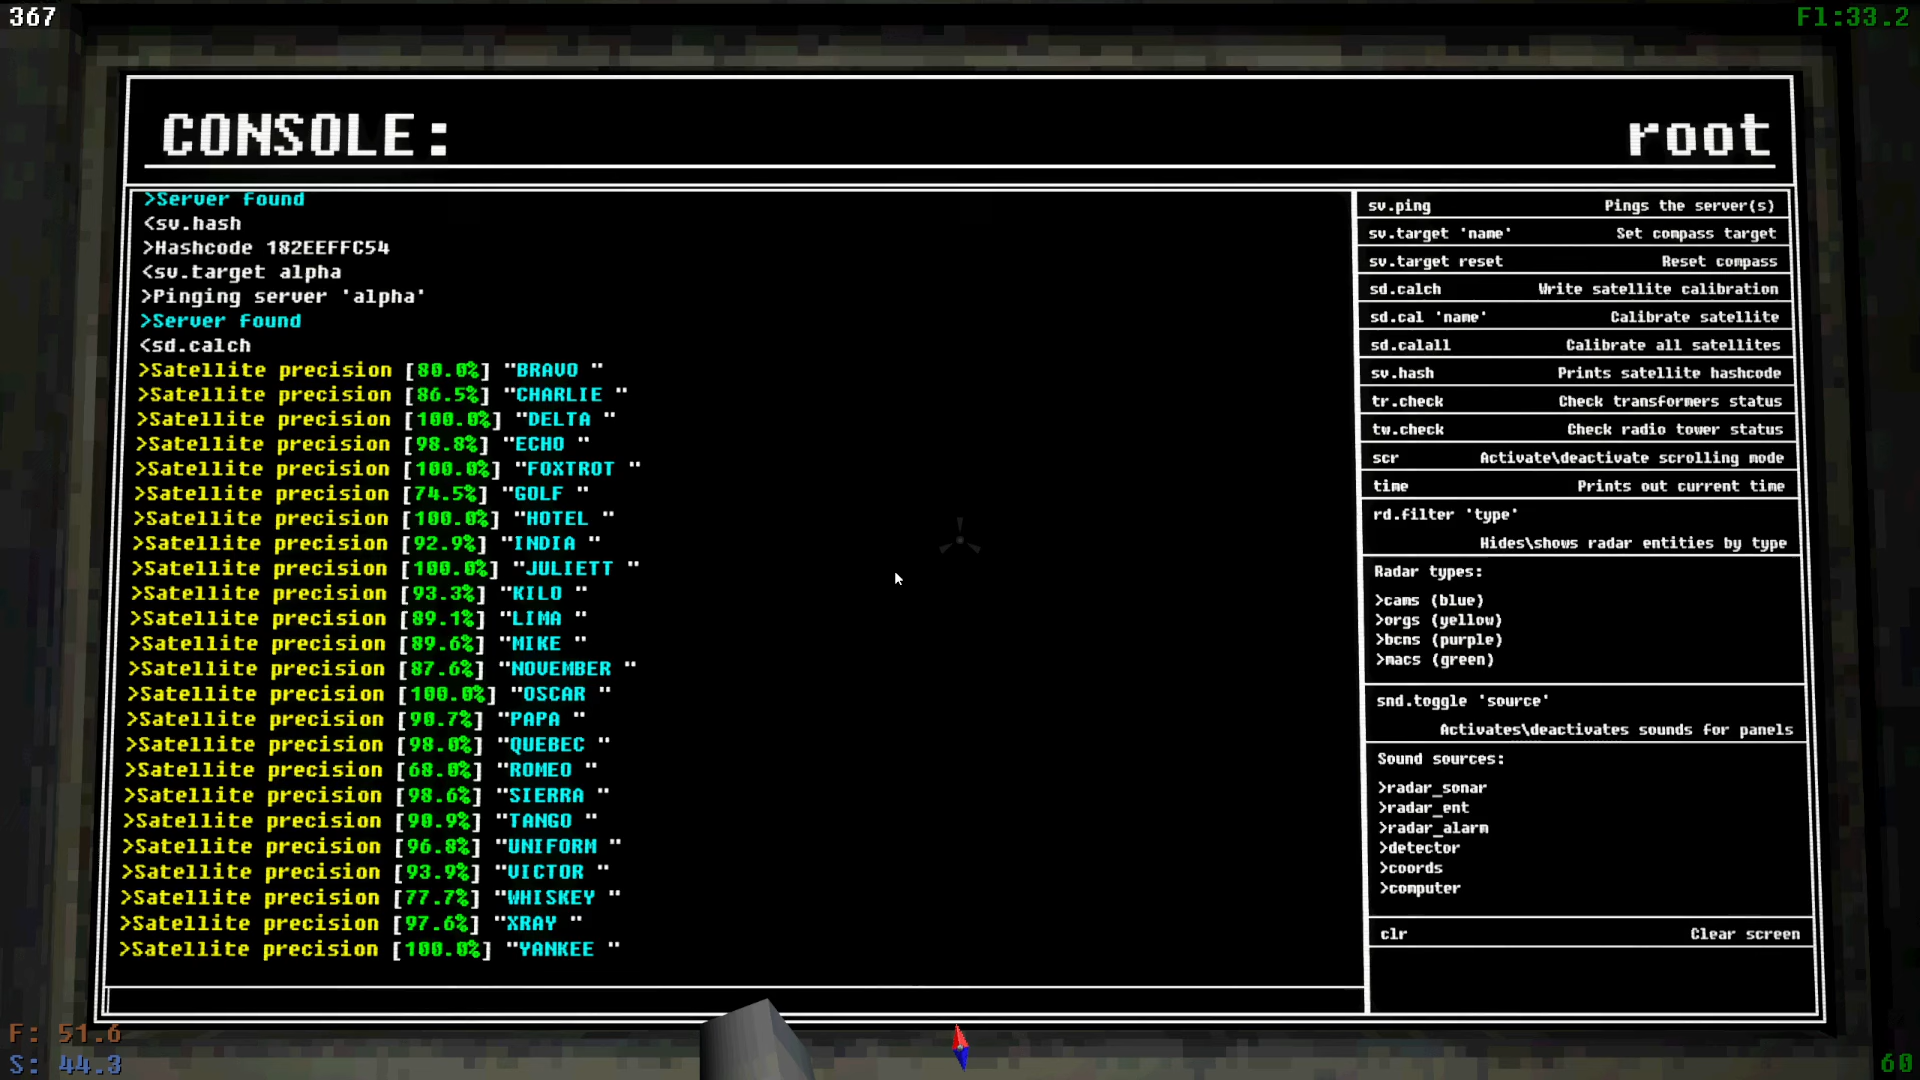 367
F1:33.2
CONSOLE:
root
>Server found
<sv.hash
>Hashcode 182EEFFC54
<sv.target alpha
>Pinging server 'alpha'
>Server found
<sd.calch
>Satellite precision [80.0%] "BRAVO "
>Satellite precision [86.5%] "CHARLIE "
>Satellite precision [100.0%] "DELTA "
>Satellite precision [98.8%] "ECHO "
>Satellite precision [100.0%] "FOXTROT "
>Satellite precision [74.5%] "GOLF "
>Satellite precision [100.0%] "HOTEL "
>Satellite precision [92.9%] "INDIA "
>Satellite precision [100.0%] "JULIETT "
>Satellite precision [93.3%] "KILO "
>Satellite precision [89.1%] "LIMA "
>Satellite precision [89.6%] "MIKE "
>Satellite precision [87.6%] "NOVEMBER "
>Satellite precision [100.0%] "OSCAR "
>Satellite precision [90.7%] "PAPA "
>Satellite precision [98.0%] "QUEBEC "
>Satellite precision [68.0%] "ROMEO "
>Satellite precision [98.6%] "SIERRA "
>Satellite precision [90.9%] "TANGO "
>Satellite precision [96.8%] "UNIFORM "
>Satellite precision [93.9%] "VICTOR "
>Satellite precision [77.7%] "WHISKEY "
>Satellite precision [97.6%] "XRAY "
>Satellite precision [100.0%] "YANKEE "
sv.ping Pings the server(s)
sv.target 'name' Set compass target
sv.target reset Reset compass
sd.calch Write satellite calibration
sd.cal 'name' Calibrate satellite
sd.calall Calibrate all satellites
sv.hash Prints satellite hashcode
tr.check Check transformers status
tw.check Check radio tower status
scr Activate\deactivate scrolling mode
time Prints out current time
rd.filter 'type'
Hides\shows radar entities by type
Radar types:
>cams (blue)
>orgs (yellow)
>bcns (purple)
>macs (green)
snd.toggle 'source'
Activates\deactivates sounds for panels
Sound sources:
>radar_sonar
>radar_ent
>radar_alarm
>detector
>coords
>computer
clr Clear screen
F: 51.6
S: 44.3
60